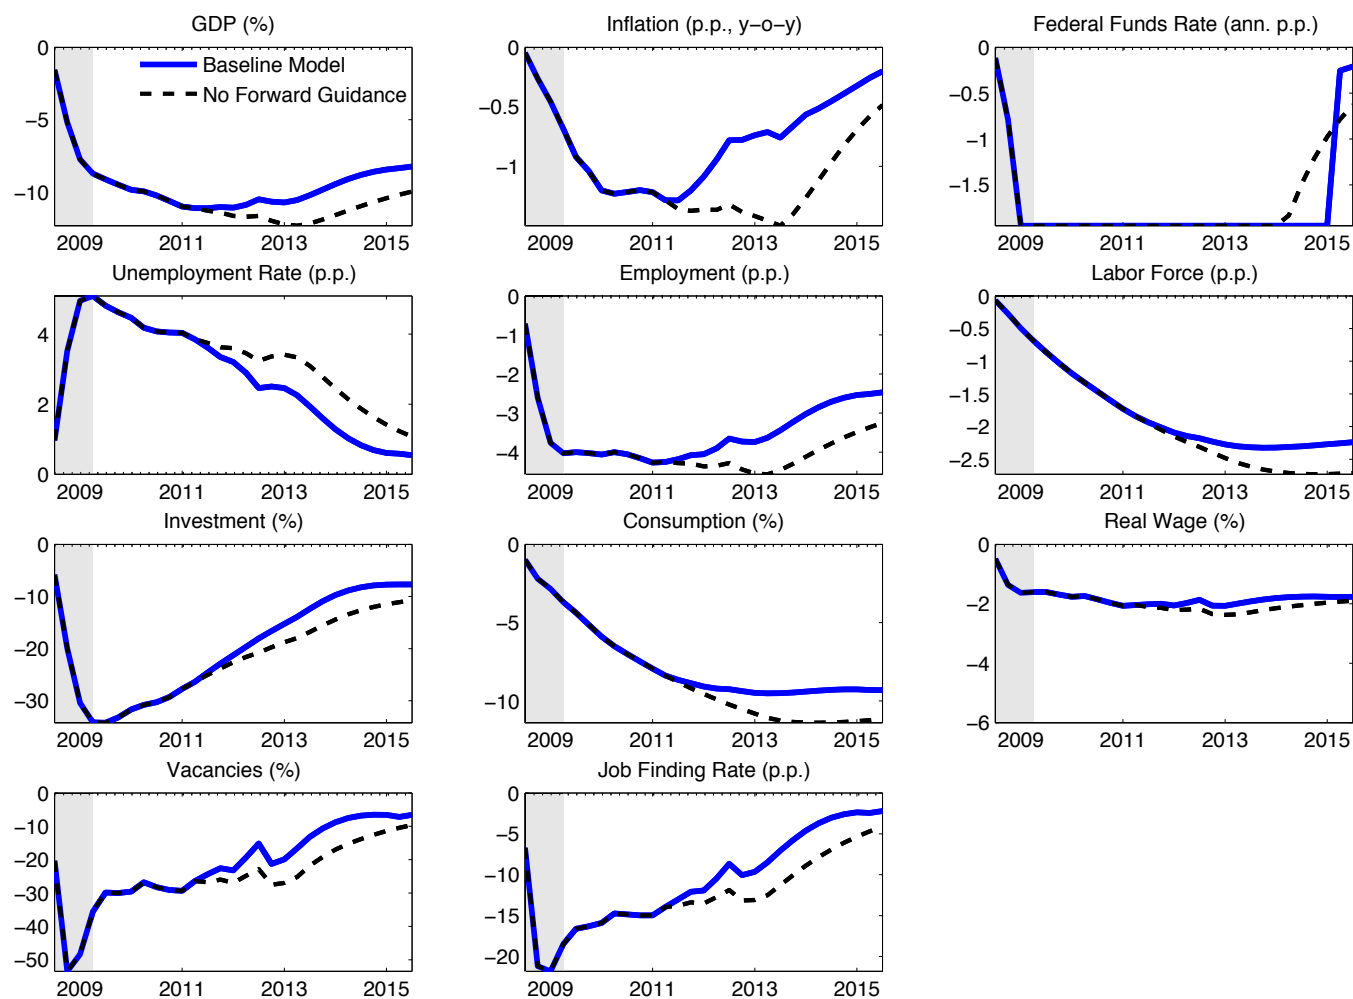 GDP (%)
0
−5
−10
2009 2011 2013 2015
Baseline Model
No Forward Guidance
Inflation (p.p., y−o−y)
−0.5
−1
2009 2011 2013 2015
Federal Funds Rate (ann. p.p.)
0
−0.5
−1
−1.5
2009 2011 2013 2015
Unemployment Rate (p.p.)
4
2
0
2009 2011 2013 2015
Employment (p.p.)
0
−1
−2
−3
−4
2009 2011 2013 2015
Labor Force (p.p.)
0
−0.5
−1
−1.5
−2
−2.5
2009 2011 2013 2015
Investment (%)
0
−10
−20
−30
2009 2011 2013 2015
Consumption (%)
0
−5
−10
2009 2011 2013 2015
Real Wage (%)
0
−2
−4
−6
2009 2011 2013 2015
Vacancies (%)
0
−10
−20
−30
−40
−50
2009 2011 2013 2015
Job Finding Rate (p.p.)
0
−5
−10
−15
−20
2009 2011 2013 2015